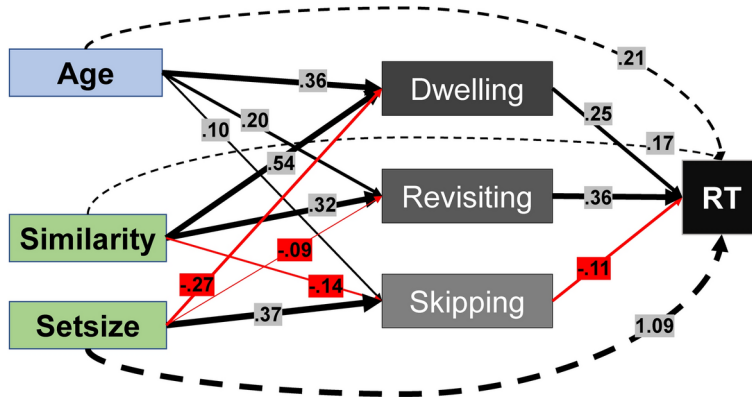 .21
Age
.36
Dwelling
.10
.20
.25
.17
.54
Revisiting
.36
RT
.32
Similarity
-.09
-.11
-.27
-.14
Skipping
Setsize
.37
1.09